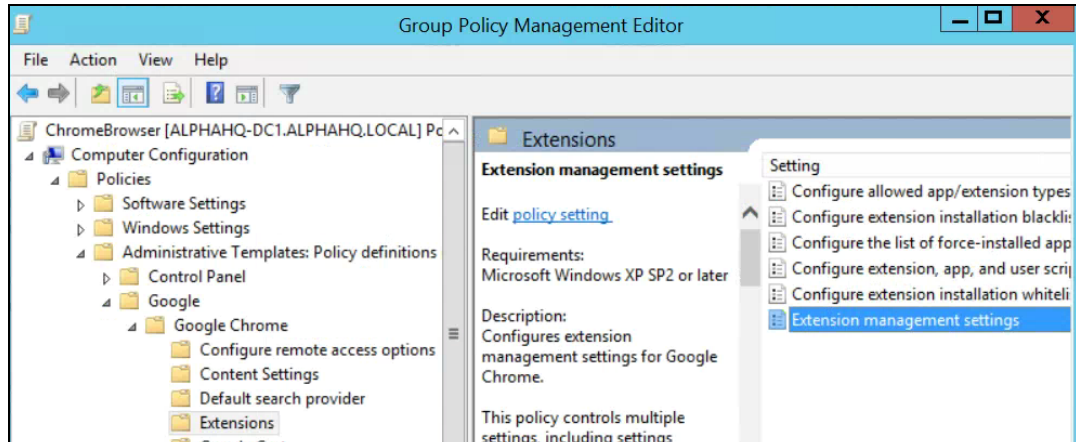 Group Policy Management Editor
X
File Action View Help
ChromeBrowser [ALPHAHQ-DC1.ALPHAHQ.LOCAL] Pc
Computer Configuration
Policies
Software Settings
Windows Settings
Administrative Templates: Policy definitions
Control Panel
Google
Google Chrome
Configure remote access options
Content Settings
Default search provider
Extensions
Extensions
Extension management settings
Edit policy setting
Requirements:
Microsoft Windows XP SP2 or later
Description:
Configures extension
management settings for Google
Chrome.
This policy controls multiple
settings, including settings
Setting
Configure allowed app/extension types
Configure extension installation blacklis
Configure the list of force-installed app
Configure extension, app, and user scrip
Configure extension installation whiteli
Extension management settings